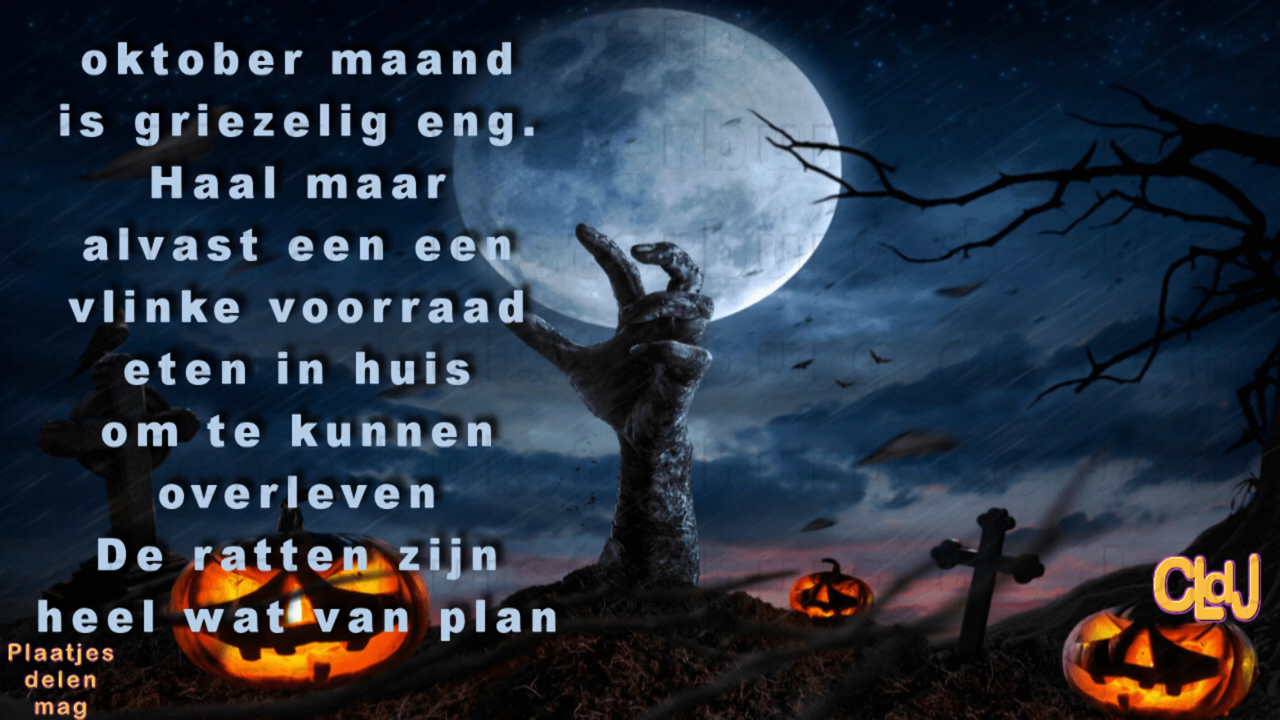 oktober maand
is griezelig eng.
Haal maar
alvast een een
vlinke voorraad
eten in huis
om te kunnen
overleven
De ratten zijn
heel wat van plan
Plaatjes
delen
mag
CLdJ